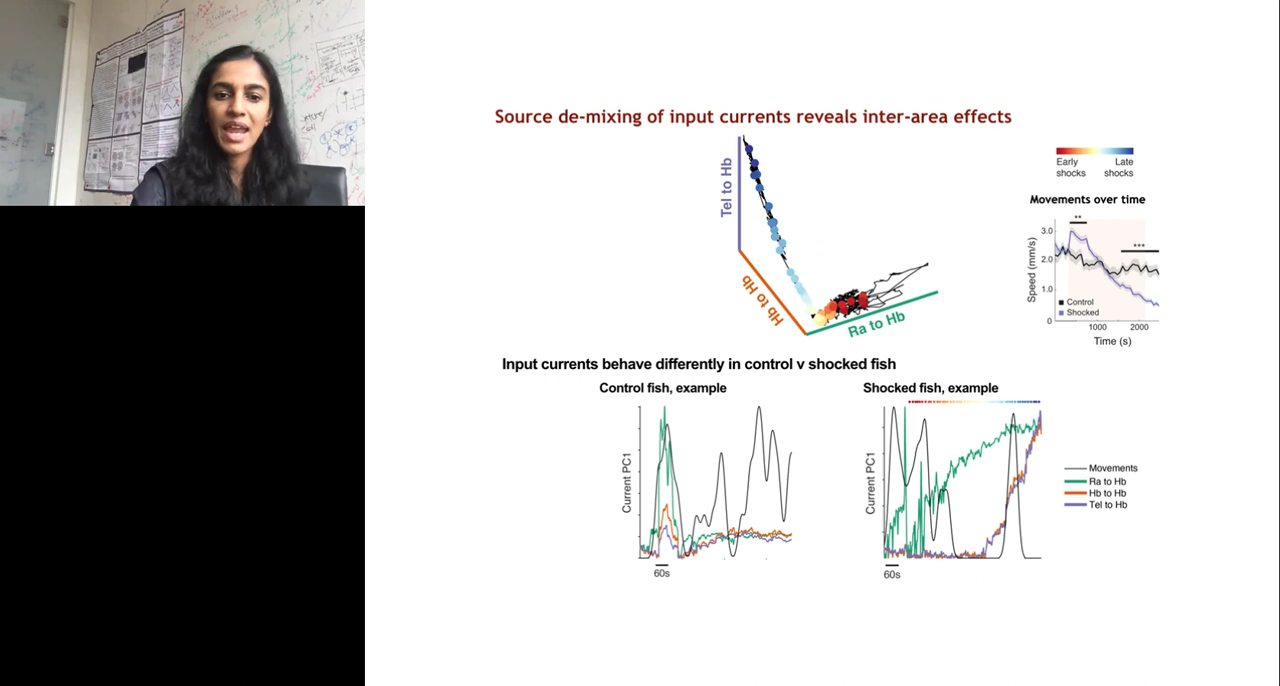 Source de-mixing of input currents reveals inter-area effects
Tel to Hb
Hb to Hb
Ra to Hb
Early shocks
Late shocks
Movements over time
**
***
Speed (mm/s)
3.0
2.0
1.0
0
Control
Shocked
1000
2000
Time (s)
Input currents behave differently in control v shocked fish
Control fish, example
Current PC1
60s
Shocked fish, example
Current PC1
60s
Movements
Ra to Hb
Hb to Hb
Tel to Hb